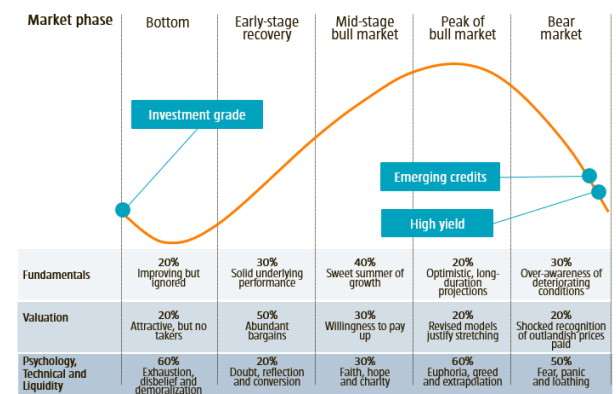 Market phase
Bottom
Early-stage
recovery
Mid-stage
bull market
Peak of
bull market
Bear
market
Investment grade
Emerging credits
High yield
Fundamentals
20%
Improving but
ignored
30%
Solid underlying
performance
40%
Sweet summer of
growth
20%
Optimistic, long-
duration
projections
30%
Over-awareness of
deteriorating
conditions
Valuation
20%
Attractive, but no
takers
50%
Abundant
bargains
30%
Willingness to pay
up
20%
Revised models
justify stretching
20%
Shocked recognition
of outlandish prices
paid
Psychology,
Technical and
Liquidity
60%
Exhaustion,
disbelief and
demoralization
20%
Doubt, reflection
and conversion
30%
Faith, hope
and charity
60%
Euphoria, greed
and extrapolation
50%
Fear, panic
and loathing